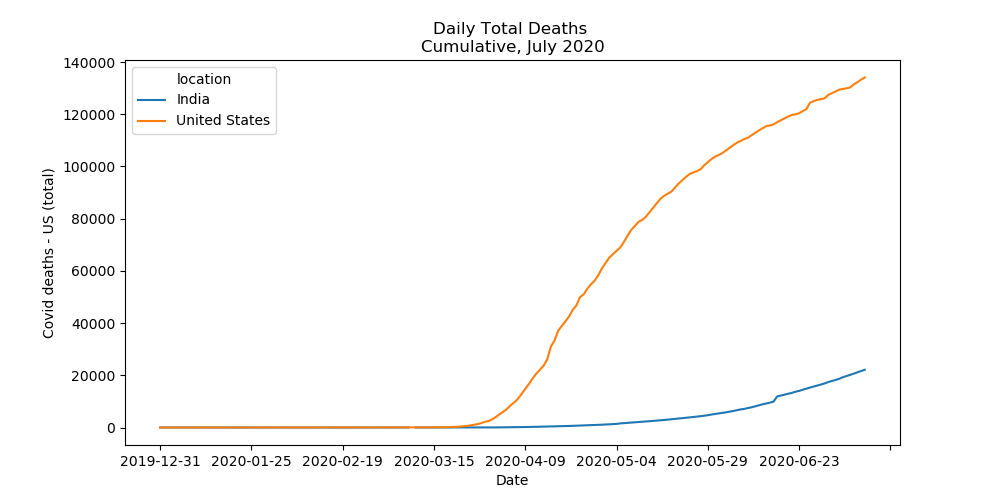 Daily Total Deaths
Cumulative, July 2020
140000
120000
100000
80000
60000
40000
20000
0
Covid deaths - US (total)
location
India
United States
2019-12-31 2020-01-25 2020-02-19 2020-03-15 2020-04-09 2020-05-04 2020-05-29 2020-06-23
Date